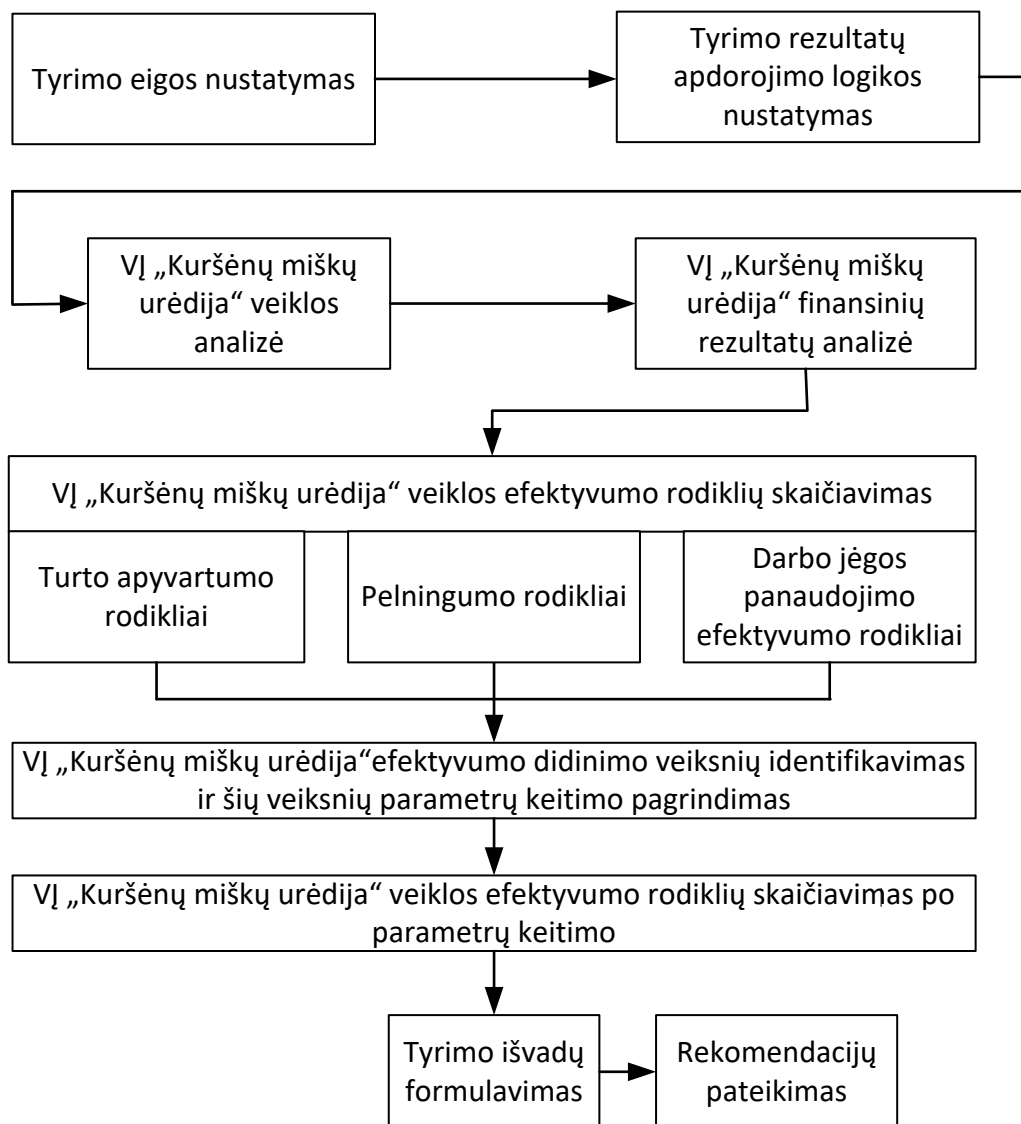 Tyrimo eigos nustatymas
Tyrimo rezultatų
apdorojimo logikos
nustatymas
VĮ „Kuršėnų miškų
urėdija“ veiklos
analizė
VĮ „Kuršėnų miškų
urėdija“ finansinių
rezultatų analizė
VĮ „Kuršėnų miškų urėdija“ veiklos efektyvumo rodiklių skaičiavimas
Turto apyvartumo
rodikliai
Pelningumo rodikliai
Darbo jėgos
panaudojimo
efektyvumo rodikliai
VĮ „Kuršėnų miškų urėdija“efektyvumo didinimo veiksnių identifikavimas
ir šių veiksnių parametrų keitimo pagrindimas
VĮ „Kuršėnų miškų urėdija“ veiklos efektyvumo rodiklių skaičiavimas po
parametrų keitimo
Tyrimo išvadų
formulavimas
Rekomendacijų
pateikimas